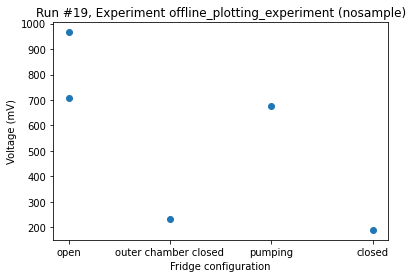 Run #19, Experiment offline_plotting_experiment (nosample)
1000
900
800
700
600
500
400
300
200
Voltage (mV)
open
outer chamber closed
pumping
closed
Fridge configuration